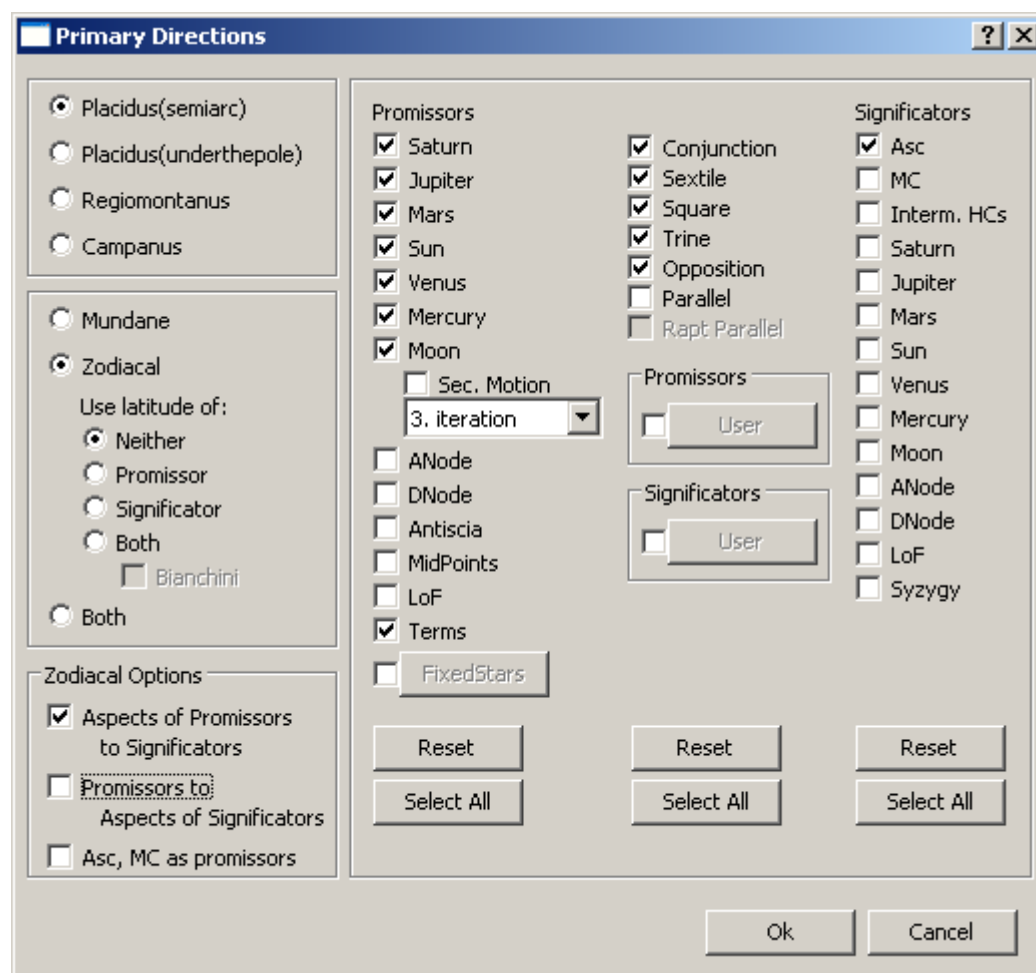 Primary Directions
Placidus(semiarc)
Placidus(underthepole)
Regiomontanus
Campanus
Mundane
Zodiacal
Use latitude of:
Neither
Promissor
Significator
Both
Bianchini
Both
Zodiacal Options
Aspects of Promissors
to Significators
Promissors to
Aspects of Significators
Asc, MC as promissors
Promissors
Saturn
Jupiter
Mars
Sun
Venus
Mercury
Moon
Sec. Motion
3. iteration
ANode
DNode
Antiscia
MidPoints
LoF
Terms
FixedStars
Reset
Select All
Conjunction
Sextile
Square
Trine
Opposition
Parallel
Rapt Parallel
Promissors
User
Significators
User
Reset
Select All
Significators
Asc
MC
Interm. HCs
Saturn
Jupiter
Mars
Sun
Venus
Mercury
Moon
ANode
DNode
LoF
Syzygy
Reset
Select All
Ok
Cancel